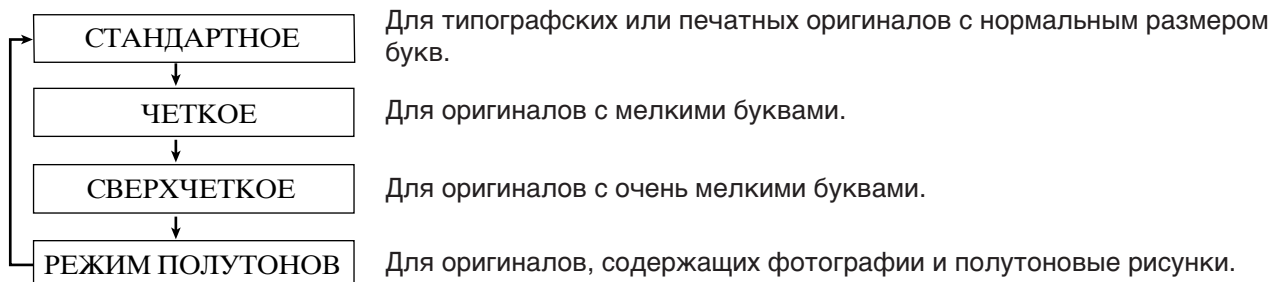 СТАНДАРТНОЕ
Для типографских или печатных оригиналов с нормальным размером
букв.
ЧЕТКОЕ
Для оригиналов с мелкими буквами.
СВЕРХЧЕТКОЕ
Для оригиналов с очень мелкими буквами.
РЕЖИМ ПОЛУТОНОВ
Для оригиналов, содержащих фотографии и полутоновые рисунки.